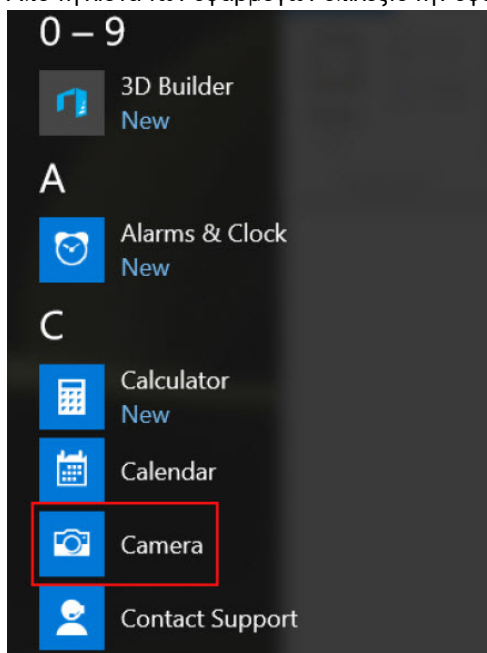 0 – 9
3D Builder
New
A
Alarms & Clock
New
C
Calculator
New
Calendar
Camera
Contact Support